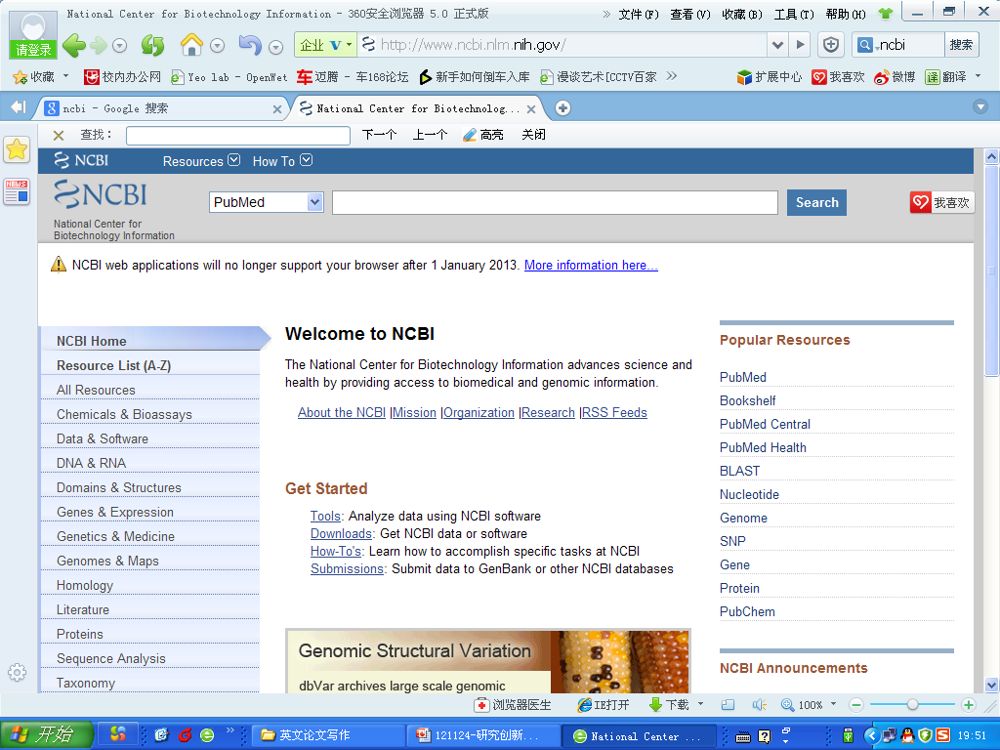 National Center for Biotechnology Information - 360安全浏览器 5.0 正式版
» 文件(F) 查看(V) 收藏(B) 工具(T) 帮助(H)
请登录
企业 V http://www.ncbi.nlm.nih.gov/ ncbi 搜索
收藏 校内办公网 Yeo lab - OpenWet 迈腾 - 车168论坛 新手如何倒车入库 漫谈艺术[CCTV百家 » 扩展中心 我喜欢 微博 译 翻译
ncbi - Google 搜索 National Center for Biotechnolog...
查找： 下一个 上一个 高亮 关闭
NEWS
NCBI Resources How To
NCBI
National Center for
Biotechnology Information
PubMed Search
我喜欢
NCBI web applications will no longer support your browser after 1 January 2013. More information here...
NCBI Home
Resource List (A-Z)
All Resources
Chemicals & Bioassays
Data & Software
DNA & RNA
Domains & Structures
Genes & Expression
Genetics & Medicine
Genomes & Maps
Homology
Literature
Proteins
Sequence Analysis
Taxonomy
Welcome to NCBI
The National Center for Biotechnology Information advances science and
health by providing access to biomedical and genomic information.
About the NCBI |Mission |Organization |Research |RSS Feeds
Get Started
Tools: Analyze data using NCBI software
Downloads: Get NCBI data or software
How-To's: Learn how to accomplish specific tasks at NCBI
Submissions: Submit data to GenBank or other NCBI databases
Genomic Structural Variation
dbVar archives large scale genomic
Popular Resources
PubMed
Bookshelf
PubMed Central
PubMed Health
BLAST
Nucleotide
Genome
SNP
Gene
Protein
PubChem
NCBI Announcements
浏览器医生 IE打开 下载 100%
开始 » 英文论文写作 121124-研究创新... National Center ... 19:51